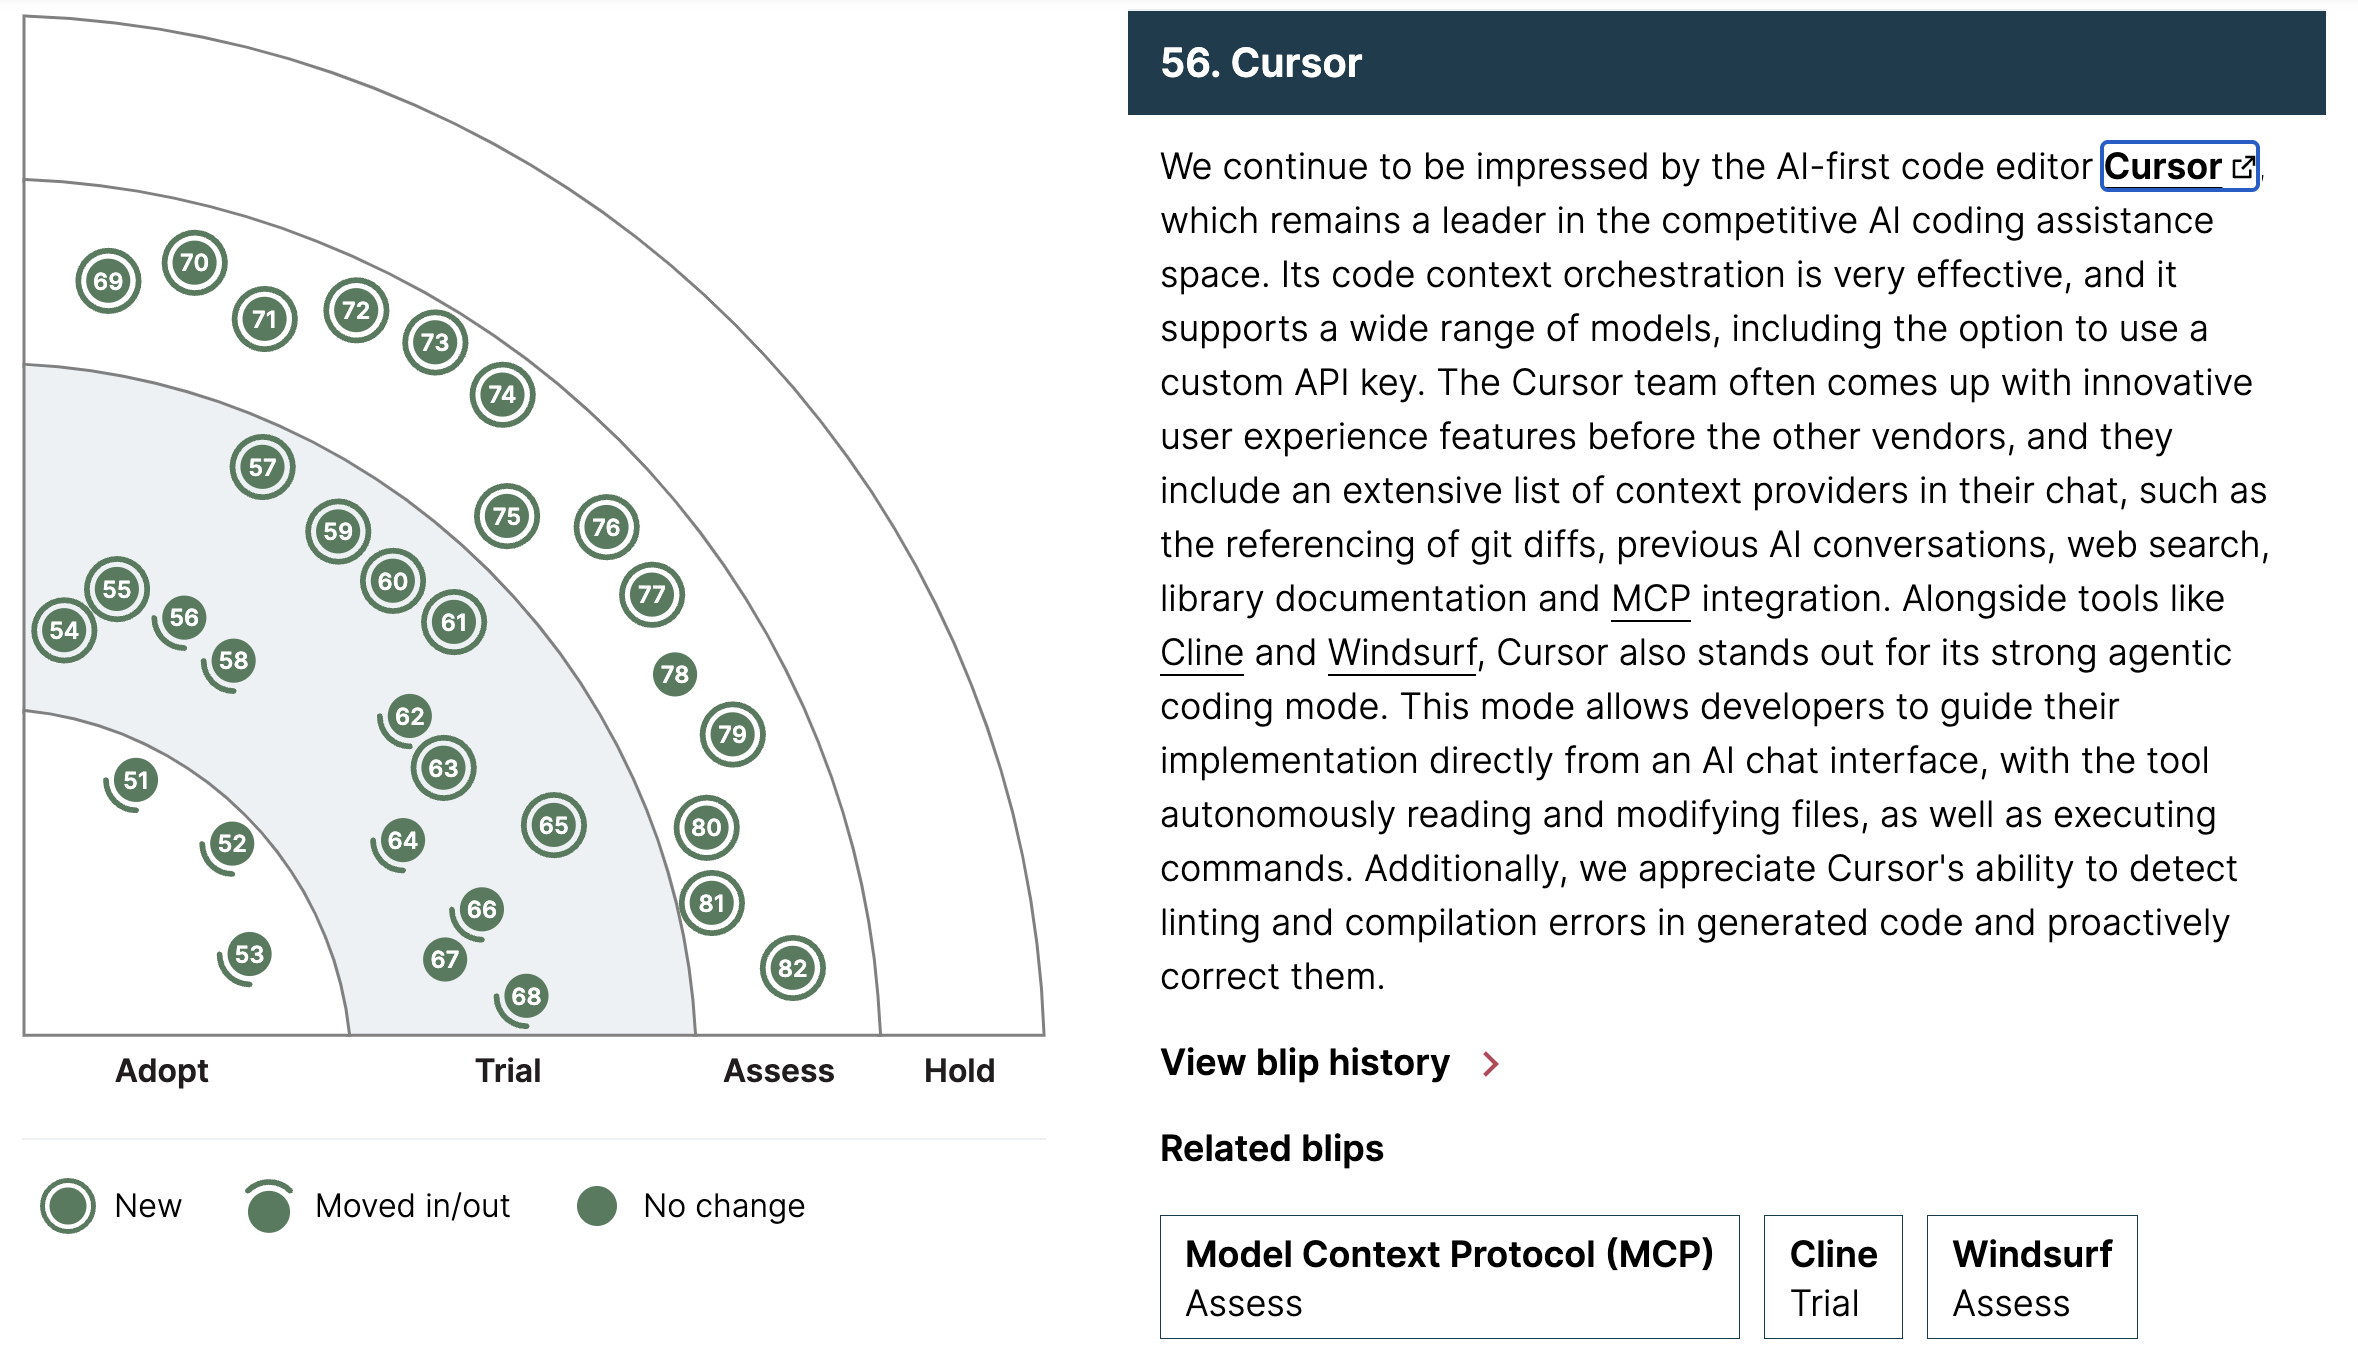 69
70
71
72
73
74
57
59
60
61
75
76
77
78
79
55
54
56
58
62
63
64
65
80
81
82
51
52
53
66
67
68
Adopt
Trial
Assess
Hold
New
Moved in/out
No change
56. Cursor
We continue to be impressed by the AI-first code editor Cursor,
which remains a leader in the competitive AI coding assistance
space. Its code context orchestration is very effective, and it
supports a wide range of models, including the option to use a
custom API key. The Cursor team often comes up with innovative
user experience features before the other vendors, and they
include an extensive list of context providers in their chat, such as
the referencing of git diffs, previous AI conversations, web search,
library documentation and MCP integration. Alongside tools like
Cline and Windsurf, Cursor also stands out for its strong agentic
coding mode. This mode allows developers to guide their
implementation directly from an AI chat interface, with the tool
autonomously reading and modifying files, as well as executing
commands. Additionally, we appreciate Cursor's ability to detect
linting and compilation errors in generated code and proactively
correct them.
View blip history
Related blips
Model Context Protocol (MCP)
Assess
Cline
Trial
Windsurf
Assess